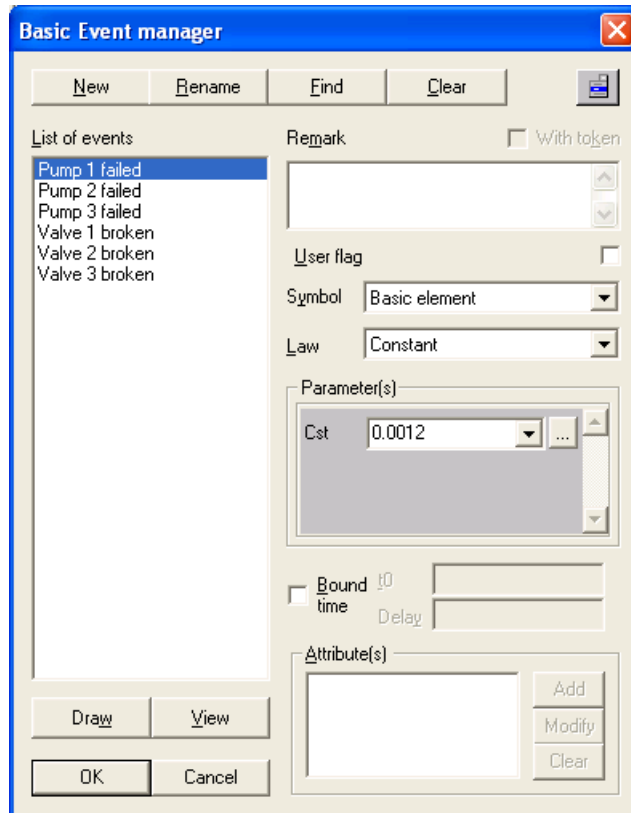 Basic Event manager
New Rename Find Clear
List of events
Pump 1 failed
Pump 2 failed
Pump 3 failed
Valve 1 broken
Valve 2 broken
Valve 3 broken
Draw View
OK Cancel
Remark With token
User flag
Symbol Basic element
Law Constant
Parameter(s)
Cst 0.0012 ...
Bound time t0
Delay
Attribute(s)
Add
Modify
Clear